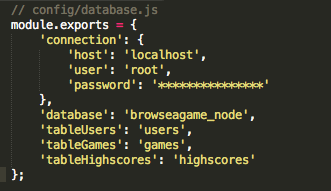 // config/database.js
module.exports = {
'connection': {
'host': 'localhost',
'user': 'root',
'password': '***************'
},
'database': 'browseagame_node',
'tableUsers': 'users',
'tableGames': 'games',
'tableHighscores': 'highscores'
};